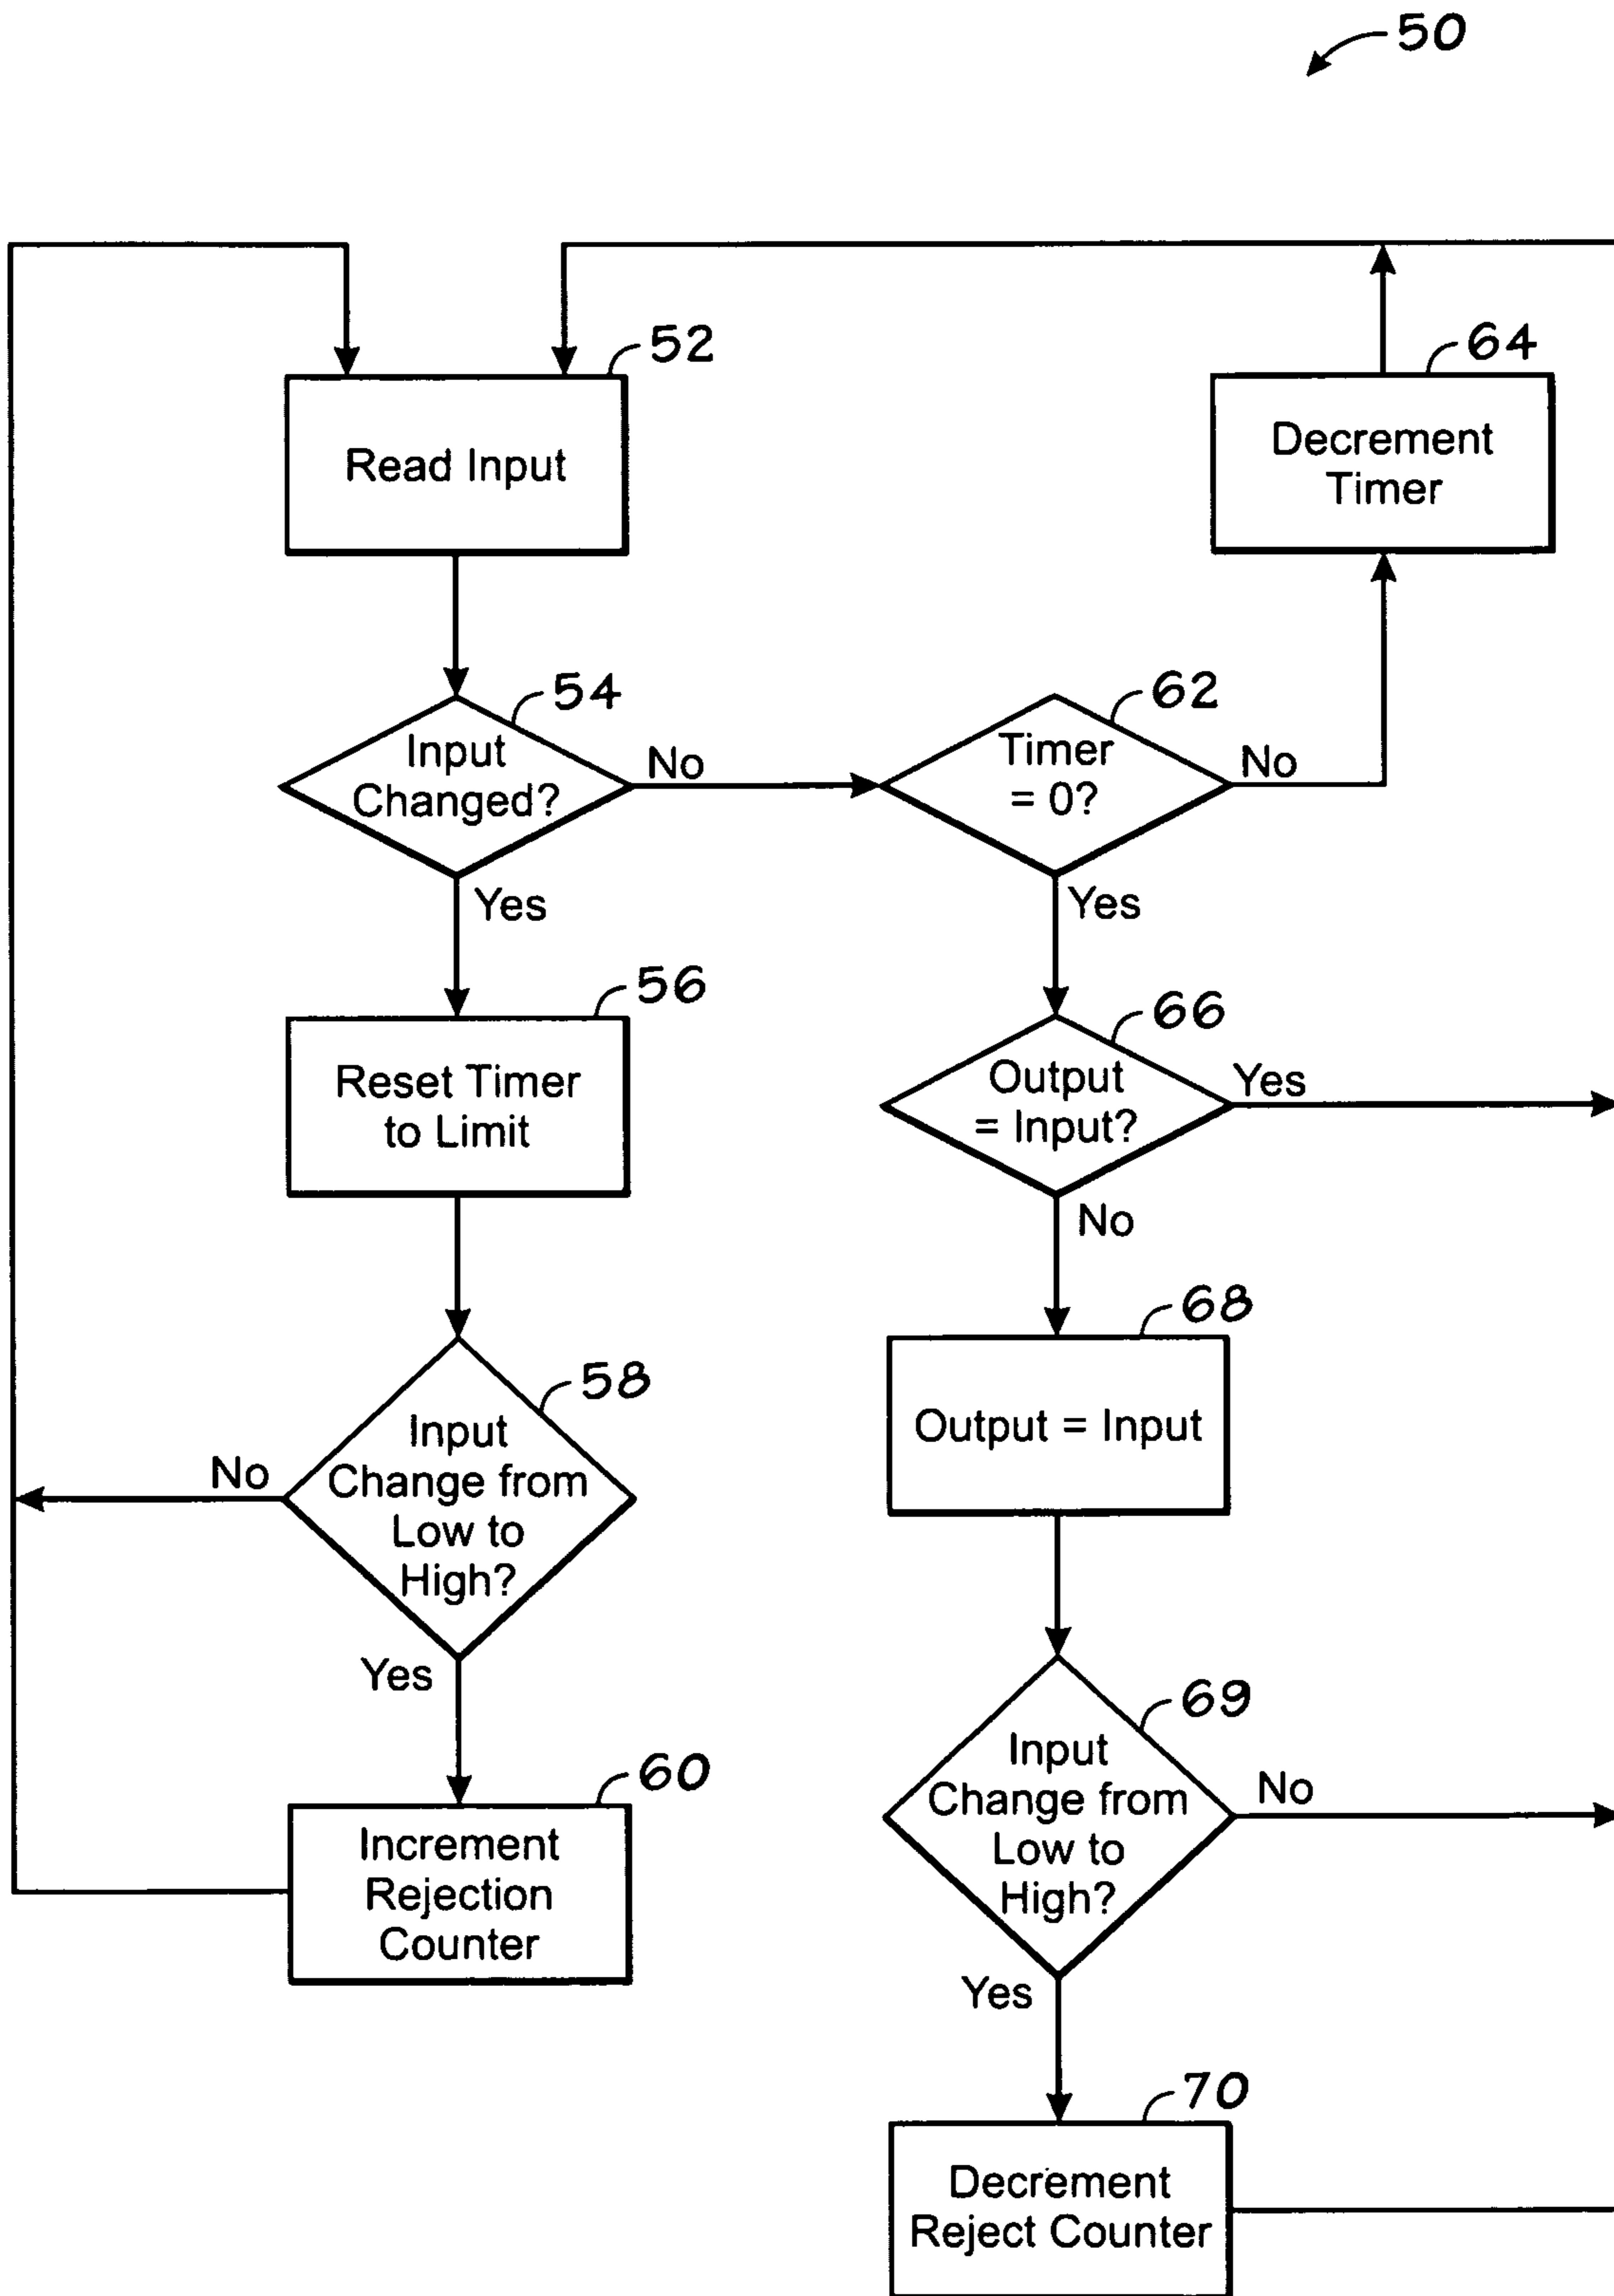 50
52
Read Input
64
Decrement
Timer
54
Input
Changed?
No
Yes
62
Timer
= 0?
No
Yes
56
Reset Timer
to Limit
66
Output
= Input?
Yes
No
58
Input
Change from
Low to
High?
No
Yes
68
Output = Input
60
Increment
Rejection
Counter
69
Input
Change from
Low to
High?
No
Yes
70
Decrement
Reject Counter